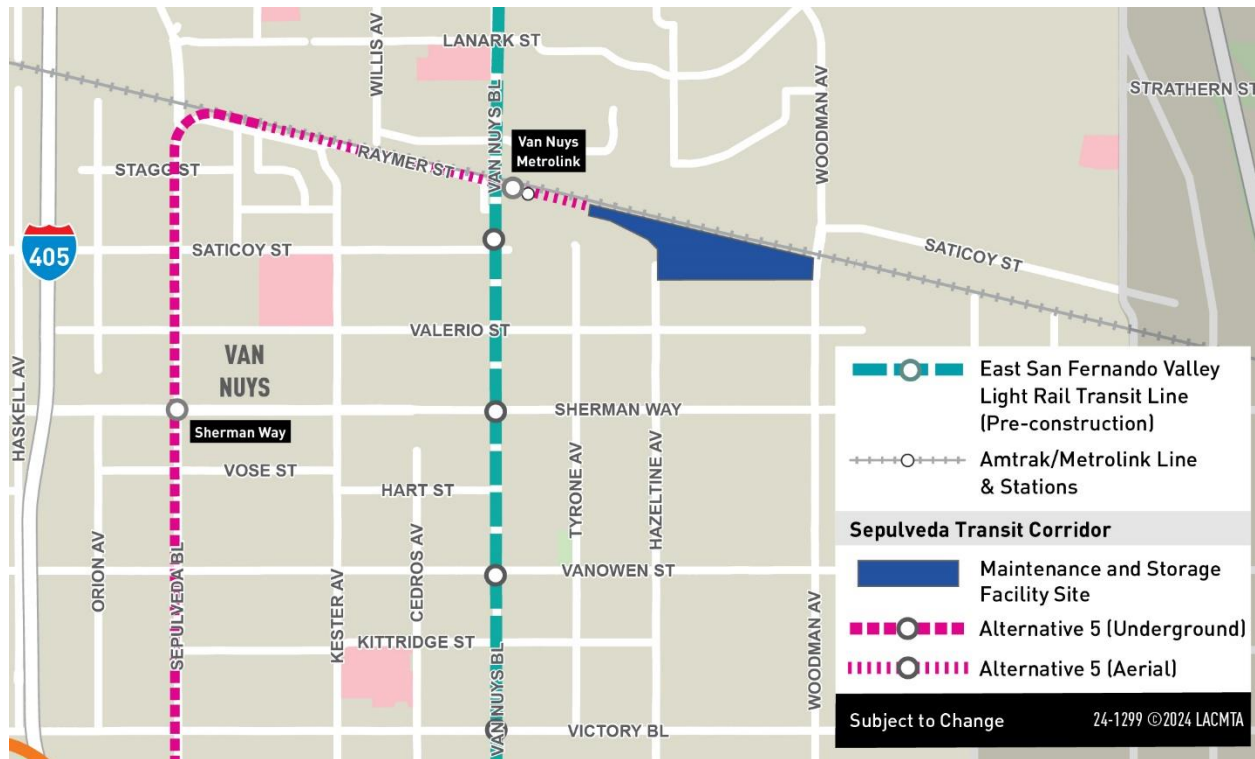 WILLIS AV
LANARK ST
VAN NUYS BL
WOODMAN AV
STRATHERN ST
Van Nuys
Metrolink
STAGG ST
RAYMER ST
405
SATICOY ST
SATICOY ST
VALERIO ST
VAN
NUYS
HASKELL AV
SHERMAN WAY
Sherman Way
VOSE ST
HART ST
TYRONE AV
HAZELTINE AV
ORION AV
SEPULVEDA BL
KESTER AV
CEDROS AV
VANOWEN ST
KITTRIDGE ST
VAN NUYS BL
WOODMAN AV
VICTORY BL
East San Fernando Valley
Light Rail Transit Line
(Pre-construction)
Amtrak/Metrolink Line
& Stations
Sepulveda Transit Corridor
Maintenance and Storage
Facility Site
Alternative 5 (Underground)
Alternative 5 (Aerial)
Subject to Change
24-1299 ©2024 LACMTA